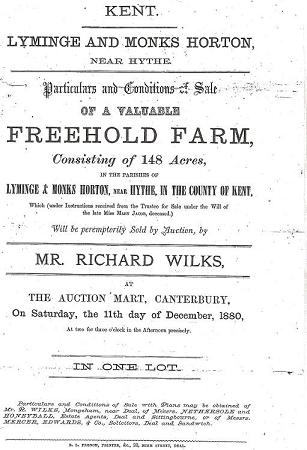 KENT.
LYMINGE AND MONKS HORTON,
NEAR HYTHE.
Particulars and Conditions of Sale
OF A VALUABLE
FREEHOLD FARM,
Consisting of 148 Acres,
IN THE PARISHES OF
LYMINGE & MONKS HORTON, NEAR HYTHE, IN THE COUNTY OF KENT,
Which (under Instructions received from the Trustee for Sale under the Will of
the late Miss MARY JACOB, deceased.)
Will be peremptorily Sold by Auction, by
MR. RICHARD WILKS,
AT
THE AUCTION MART, CANTERBURY,
On Saturday, the 11th day of December, 1880,
At two for three o'clock in the Afternoon precisely.
IN ONE LOT.
Particulars and Conditions of Sale with Plans may be obtained of
Mr. R. WILKS, Mongeham, near Deal, of Messrs. NETHERSOLE and
HONEYBALL, Estate Agents, Deal and Sittingbourne, or of Messrs.
MERCER, EDWARDS, & Co., Solicitors, Deal and Sandwich.
PRINTER, &c., STREET, DEAL.